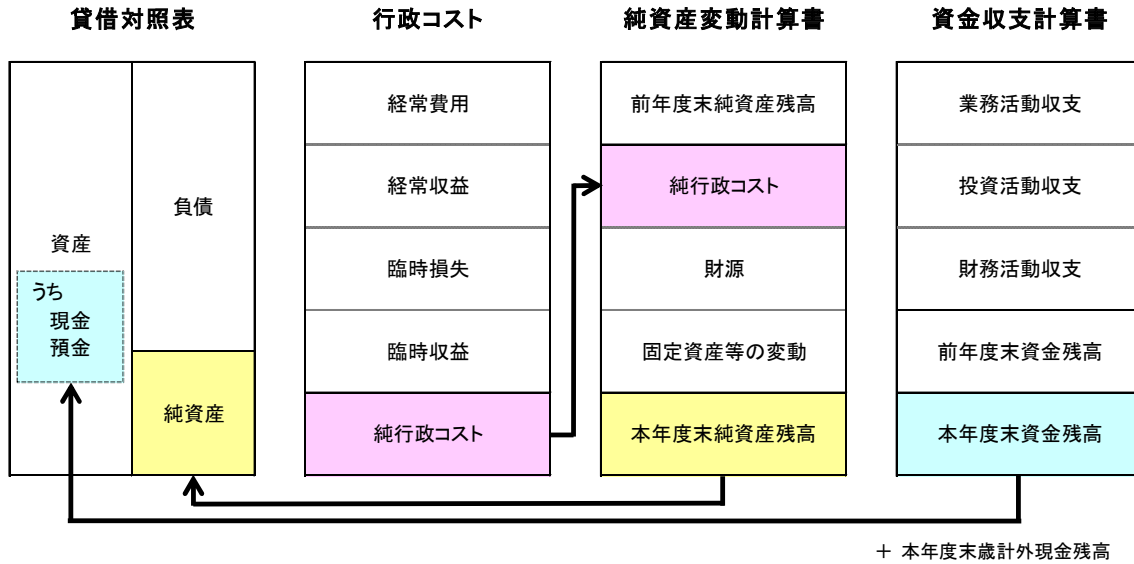 貸借対照表
行政コスト
純資産変動計算書
資金収支計算書
資産
うち
現金
預金
負債
純資産
経常費用
経常収益
臨時損失
臨時収益
純行政コスト
前年度末純資産残高
純行政コスト
財源
固定資産等の変動
本年度末純資産残高
業務活動収支
投資活動収支
財務活動収支
前年度末資金残高
本年度末資金残高
＋ 本年度末歳計外現金残高